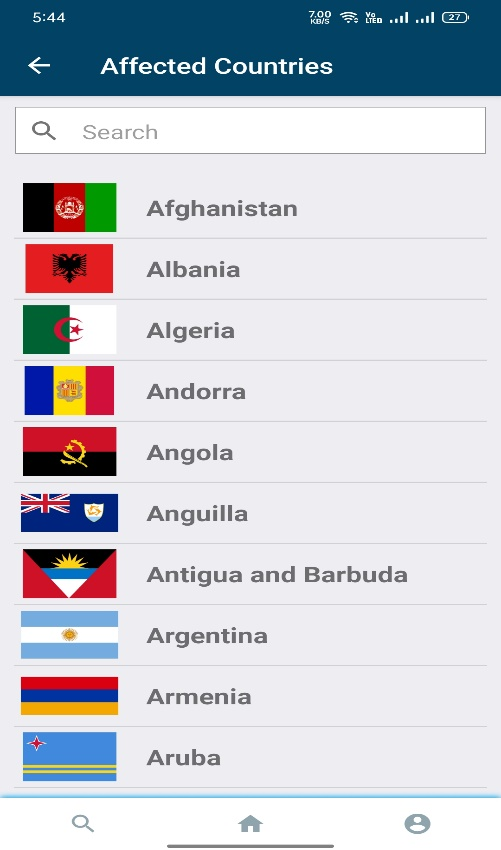 5:44
7.00 KB/S Vo LTED 27
Affected Countries
Search
Afghanistan
Albania
Algeria
Andorra
Angola
Anguilla
Antigua and Barbuda
Argentina
Armenia
Aruba